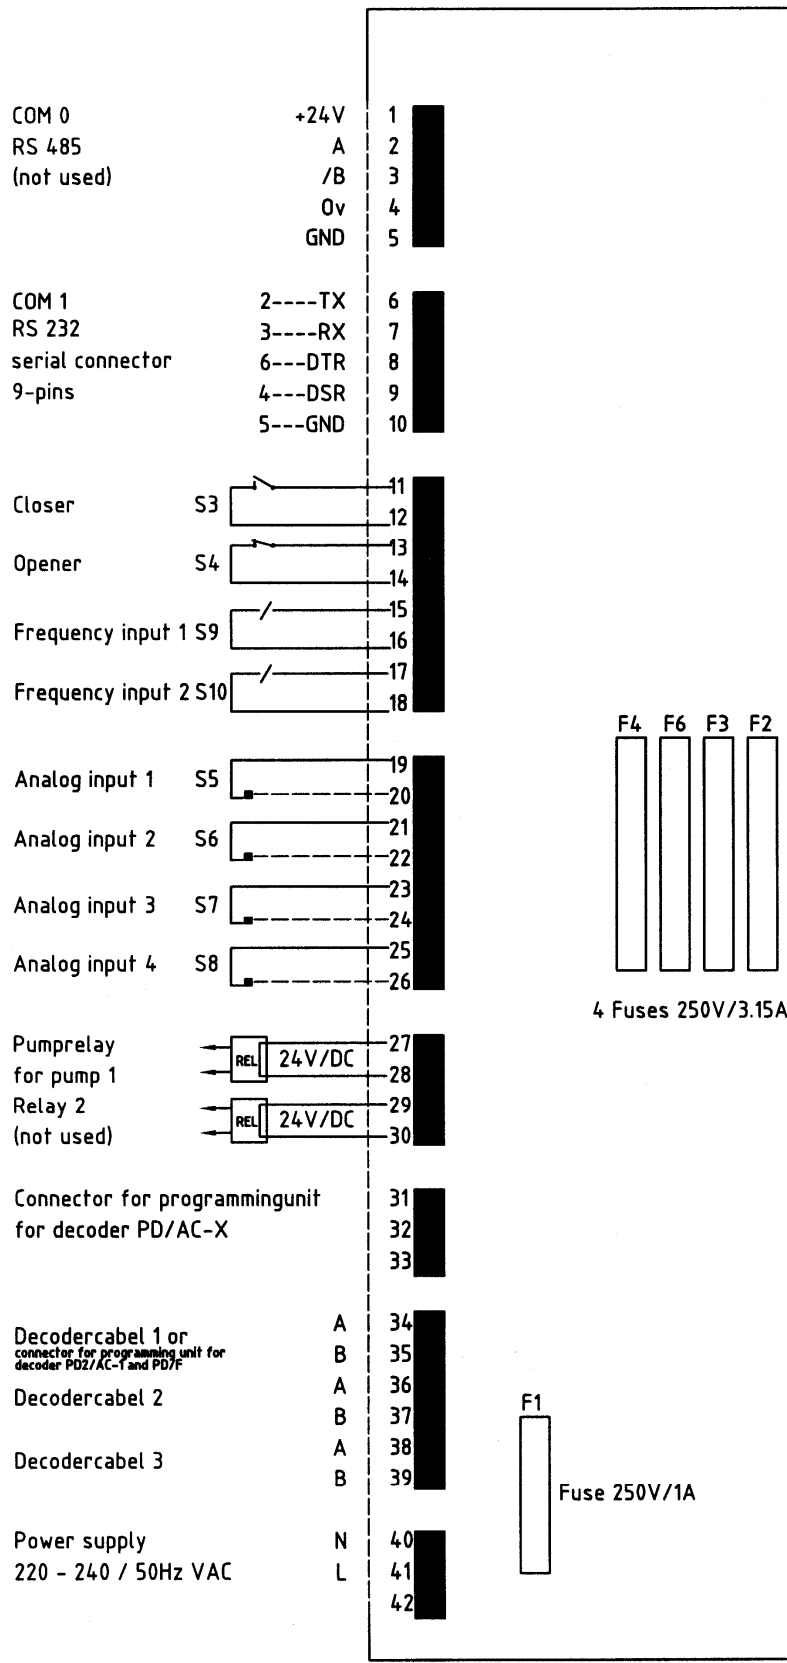 COM 0 +24V 1
RS 485 A 2
(not used) /B 3
0v 4
GND 5
COM 1 2----TX 6
RS 232 3----RX 7
serial connector 6---DTR 8
9-pins 4---DSR 9
5---GND 10
11
Closer S3
12
13
Opener S4
14
15
Frequency input 1 S9
16
17
Frequency input 2 S10
18
F4 F6 F3 F2
19
Analog input 1 S5
20
21
Analog input 2 S6
22
23
Analog input 3 S7
24
25
Analog input 4 S8
26
4 Fuses 250V/3.15A
Pumprelay 27
REL 24V/DC
for pump 1 28
Relay 2 29
REL 24V/DC
(not used) 30
Connector for programmingunit 31
for decoder PD/AC-X 32
33
A 34
Decodercabel 1 or
connector for programming unit for B 35
decoder PD2/AC-1 and PD7F
A 36
Decodercabel 2
F1
B 37
A 38
Decodercabel 3
B 39
Fuse 250V/1A
Power supply N 40
220 - 240 / 50Hz VAC L 41
42